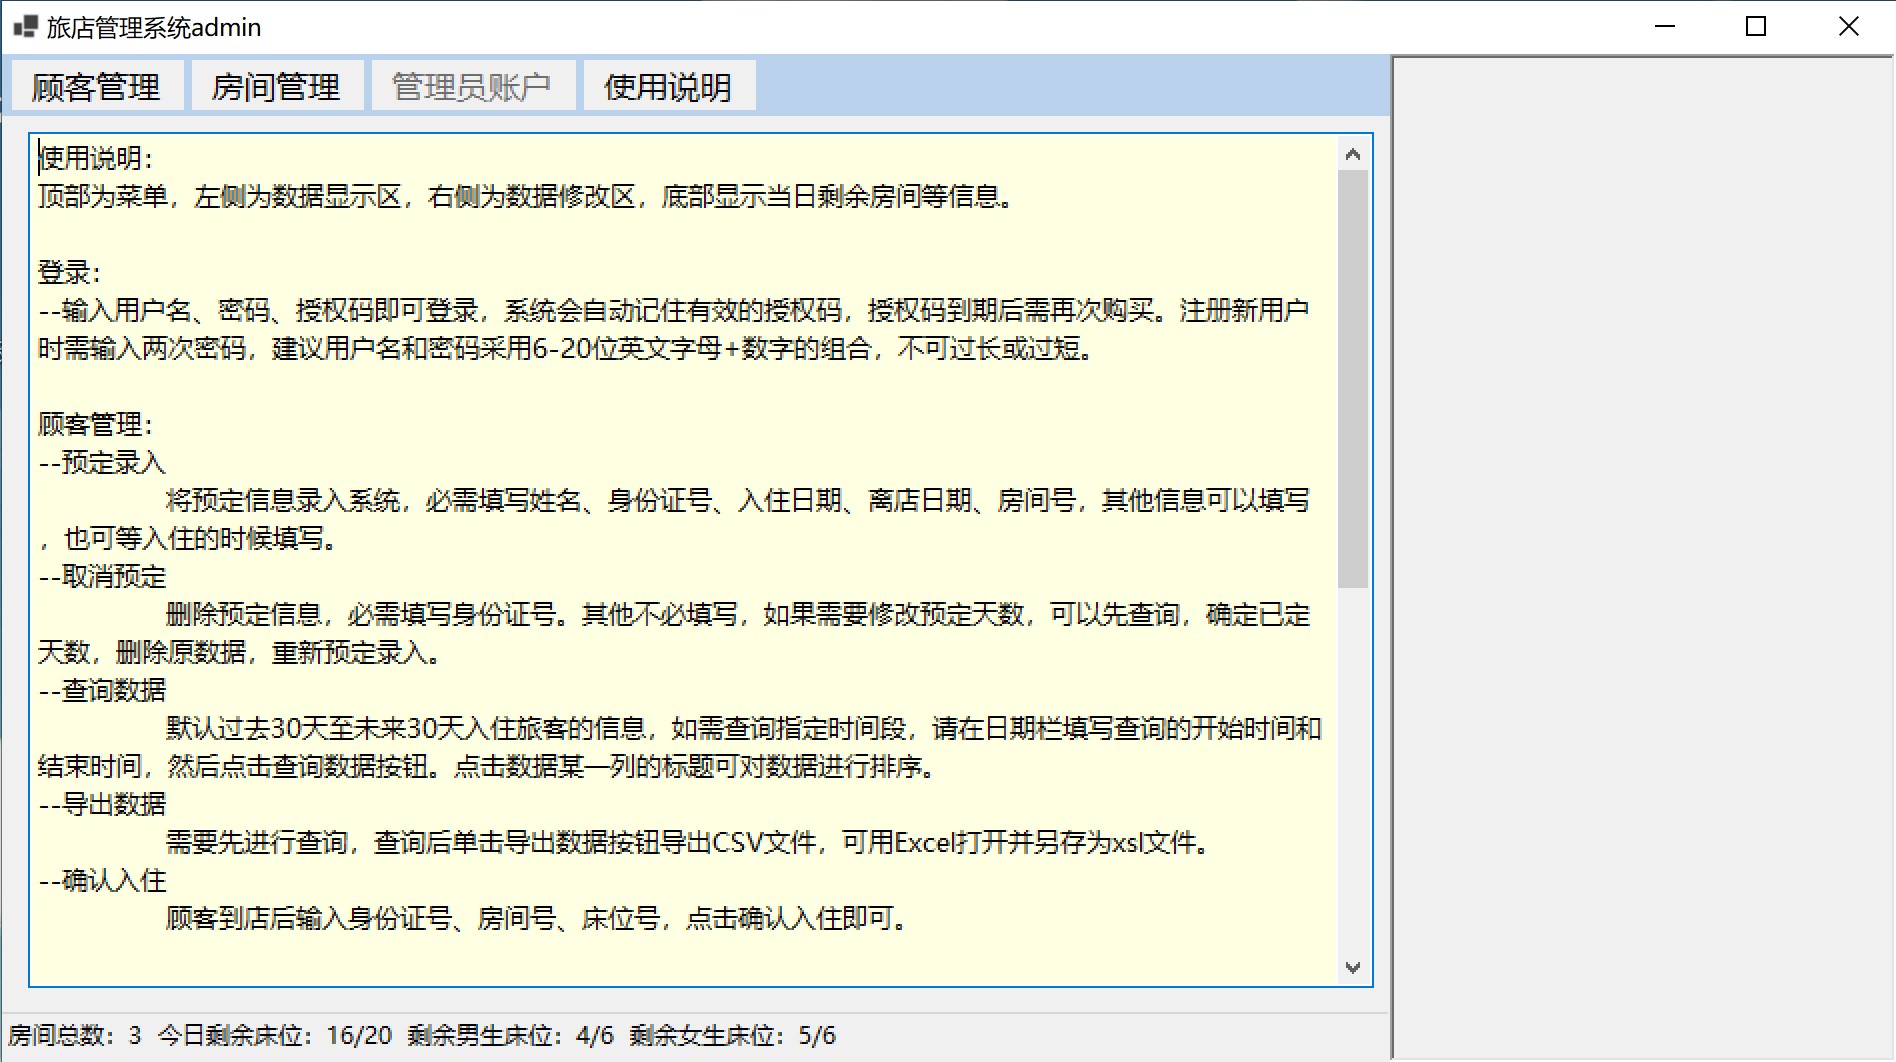 旅店管理系统admin
顾客管理 房间管理 管理员账户 使用说明
使用说明：
顶部为菜单，左侧为数据显示区，右侧为数据修改区，底部显示当日剩余房间等信息。
登录：
--输入用户名、密码、授权码即可登录，系统会自动记住有效的授权码，授权码到期后需再次购买。注册新用户
时需输入两次密码，建议用户名和密码采用6-20位英文字母+数字的组合，不可过长或过短。
顾客管理：
--预定录入
将预定信息录入系统，必需填写姓名、身份证号、入住日期、离店日期、房间号，其他信息可以填写
，也可等入住的时候填写。
--取消预定
删除预定信息，必需填写身份证号。其他不必填写，如果需要修改预定天数，可以先查询，确定已定
天数，删除原数据，重新预定录入。
--查询数据
默认过去30天至未来30天入住旅客的信息，如需查询指定时间段，请在日期栏填写查询的开始时间和
结束时间，然后点击查询数据按钮。点击数据某一列的标题可对数据进行排序。
--导出数据
需要先进行查询，查询后单击导出数据按钮导出CSV文件，可用Excel打开并另存为xsl文件。
--确认入住
顾客到店后输入身份证号、房间号、床位号，点击确认入住即可。
房间总数：3 今日剩余床位：16/20 剩余男生床位：4/6 剩余女生床位：5/6